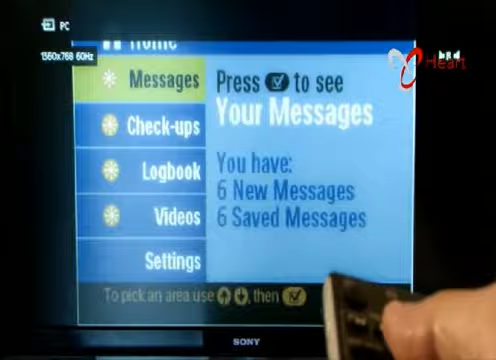 PC
1360x768 60Hz
Home
Heart
Messages
Check-ups
Logbook
Videos
Settings
Press to see
Your Messages
You have:
6 New Messages
6 Saved Messages
To pick an area use , then
SONY